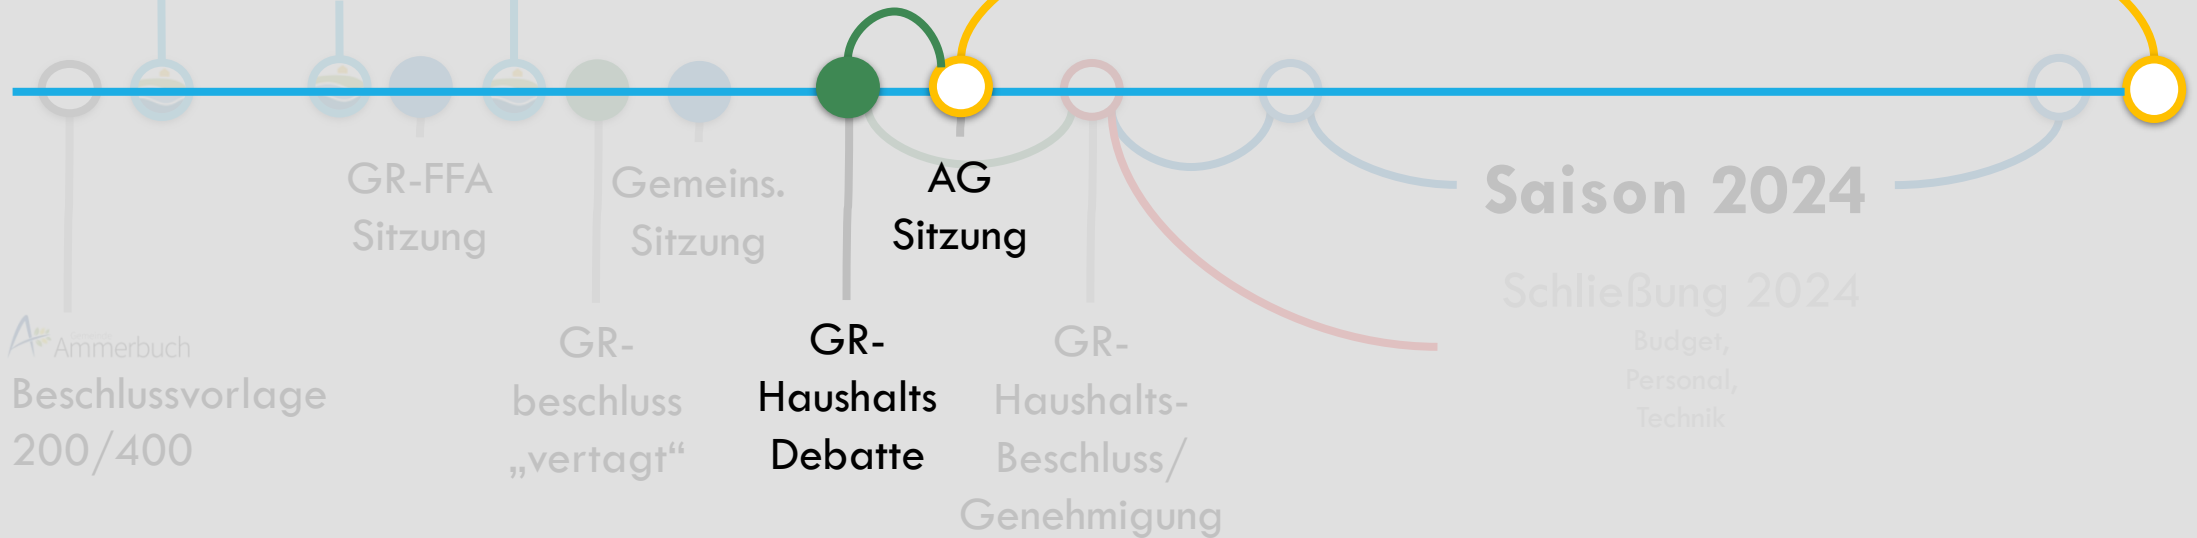 GR-FFA
Sitzung
Gemeins.
Sitzung
AG
Sitzung
Saison 2024
Schließung 2024
Budget,
Personal,
Technik
Ammerbuch
Beschlussvorlage
200/400
GR-
beschluss
„vertagt“
GR-
Haushalts
Debatte
GR-
Haushalts-
Beschluss/
Genehmigung